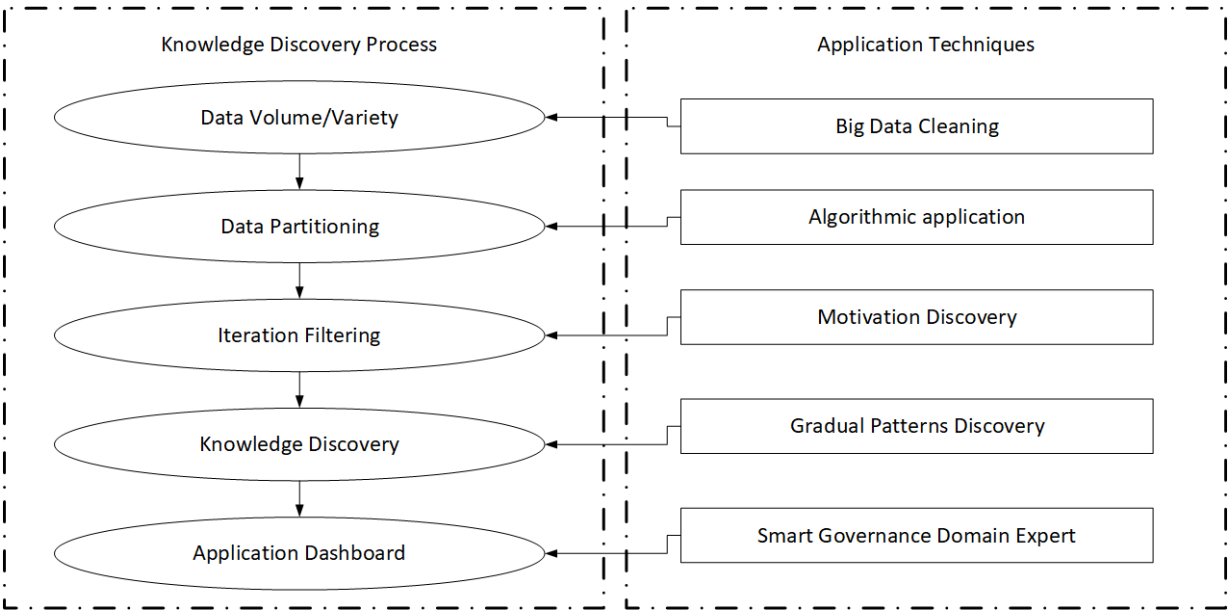 Knowledge Discovery Process
Data Volume/Variety
Data Partitioning
Iteration Filtering
Knowledge Discovery
Application Dashboard
Application Techniques
Big Data Cleaning
Algorithmic application
Motivation Discovery
Gradual Patterns Discovery
Smart Governance Domain Expert